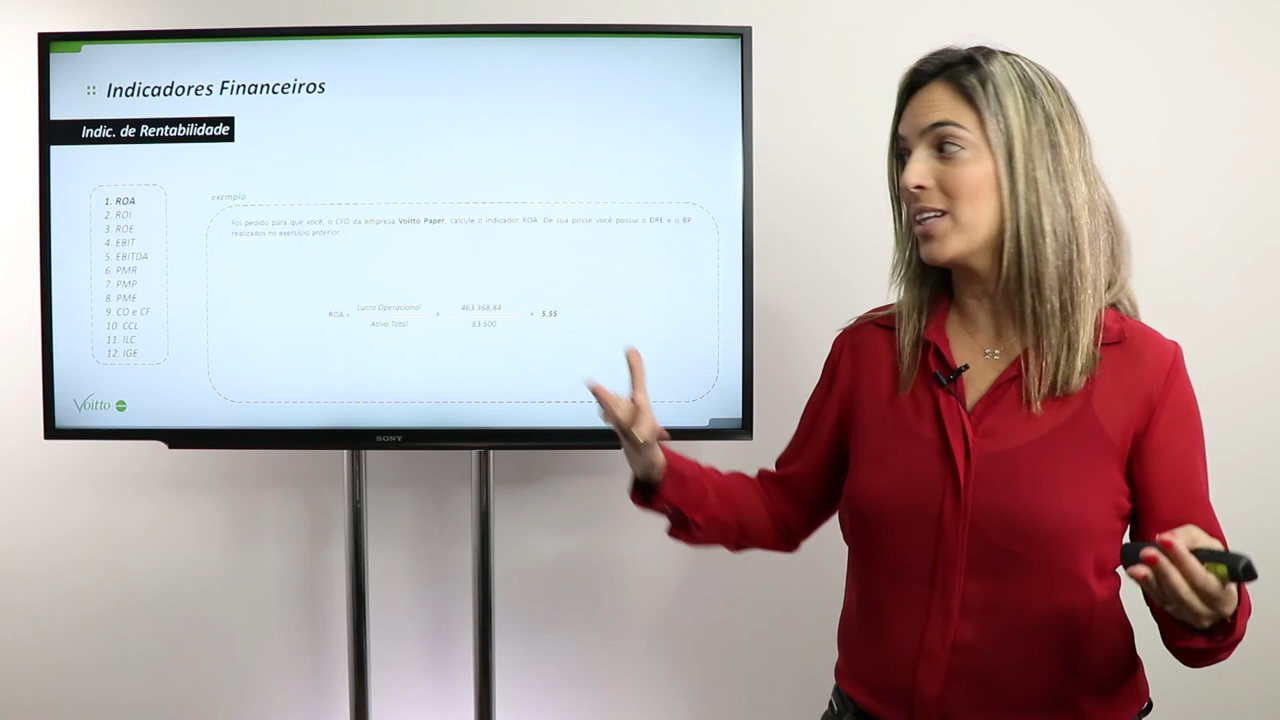 Indicadores Financeiros
Indic. de Rentabilidade
1. ROA
2. ROI
3. ROE
4. EBIT
5. EBITDA
6. PMR
7. PMP
8. PME
9. CO e CF
10. CCL
11. ILC
12. IGE
exemplo
Foi pedido para que você, o CFO da empresa Voitto Paper, calcule o indicador ROA. De sua posse você possui o DRE e o BP
realizados no exercício anterior
ROA = Lucro Operacional = 463.368,84 = 5,55
Ativo Total 83.500
Voitto
SONY